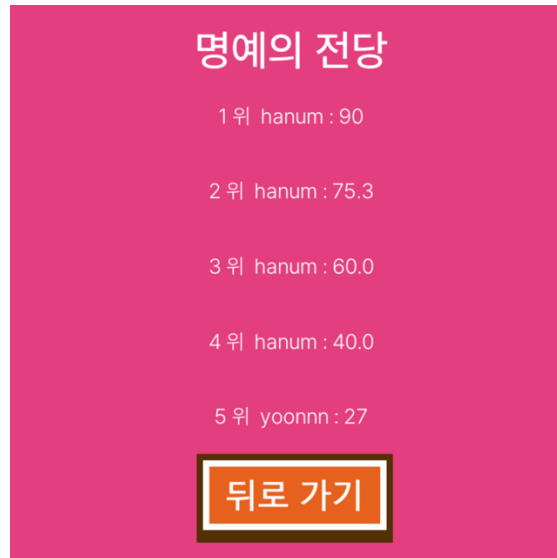 명예의 전당
1 위 hanum : 90
2 위 hanum : 75.3
3 위 hanum : 60.0
4 위 hanum : 40.0
5 위 yoonnn : 27
뒤로 가기